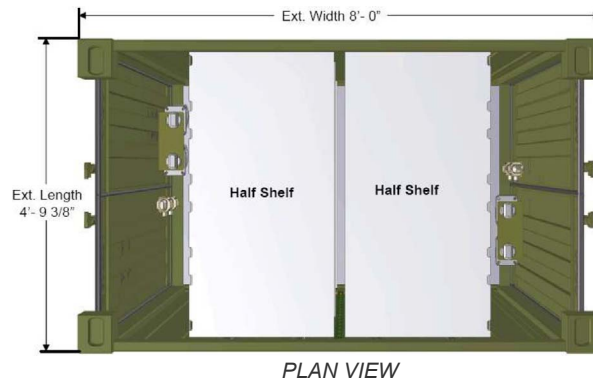 Ext. Width 8'- 0"
Ext. Length
4'- 9 3/8"
Half Shelf
Half Shelf
PLAN VIEW